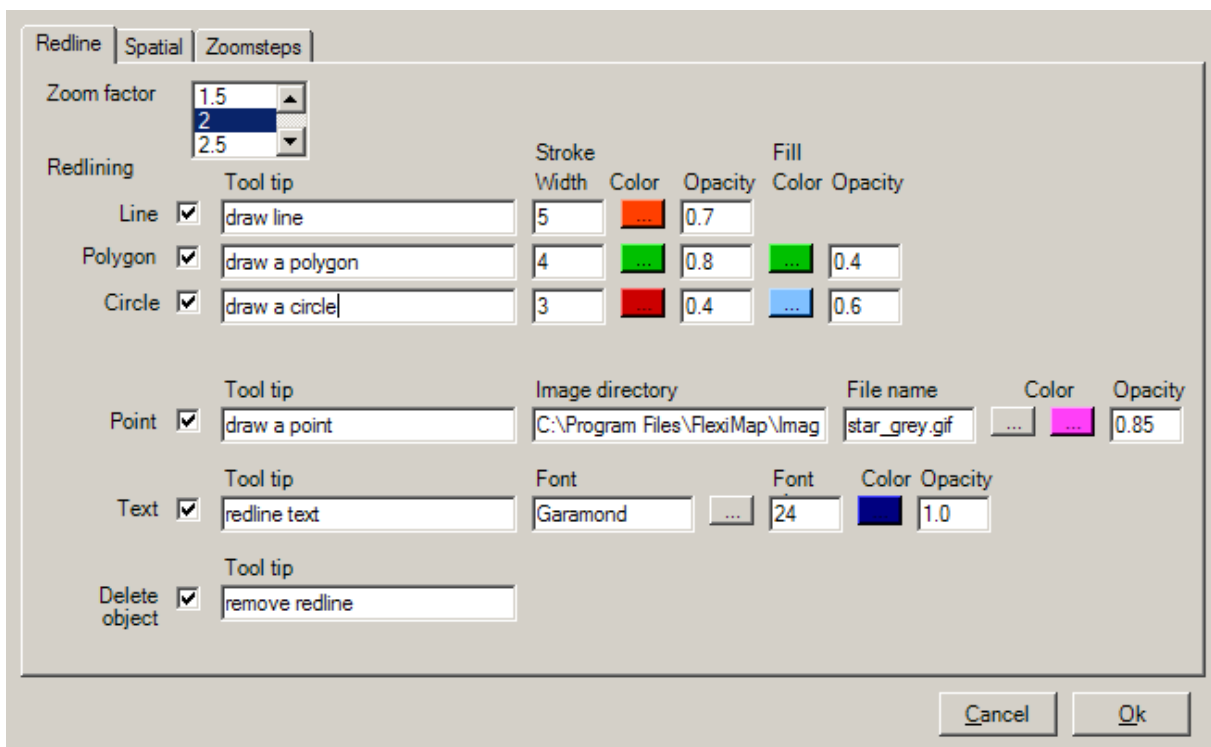 Redline Spatial Zoomsteps
Zoom factor
1.5
2
2.5
Redlining
Stroke Fill
Tool tip Width Color Opacity Color Opacity
Line draw line 5 ... 0.7
Polygon draw a polygon 4 ... 0.8 ... 0.4
Circle draw a circle 3 ... 0.4 ... 0.6
Tool tip Image directory File name Color Opacity
Point draw a point C:\Program Files\FlexiMap\Imag star_grey.gif ... ... 0.85
Tool tip Font Font Color Opacity
Text redline text Garamond ... 24 ... 1.0
Tool tip
Delete object remove redline
Cancel Ok